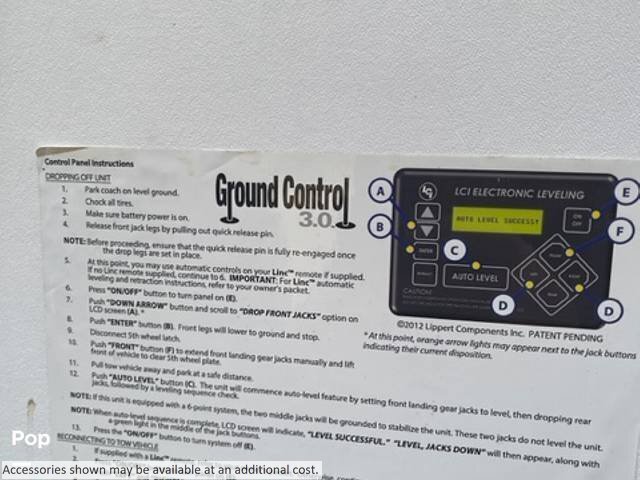 Control Panel Instructions
DROPPING OFF UNIT
1. Park coach on level ground.
2. Chock all tires.
3. Make sure battery power is on.
4. Release front jack legs by pulling out quick release pin.
NOTE: Before proceeding, ensure that the quick release pin is fully re-engaged once
the drop legs are set in place.
5. At this point, you may use automatic controls on your Linc™ remote if supplied.
If no Linc remote supplied, continue to 6. IMPORTANT: For Linc™ automatic
leveling and retraction instructions, refer to your owner's packet.
6. Press "ON/OFF" button to turn panel on (E).
7. Push "DOWN ARROW" button and scroll to "DROP FRONT JACKS" option on
LCD screen (A). *
8. Push "ENTER" button (B). Front legs will lower to ground and stop.
9. Disconnect 5th wheel latch.
10. Push "FRONT" button (F) to extend front landing gear jacks manually and lift
front of vehicle to clear 5th wheel plate.
11. Pull tow vehicle away and park at a safe distance.
12. Push "AUTO LEVEL" button (C). The unit will commence auto-level feature by setting front landing gear jacks to level, then dropping rear
jacks, followed by a leveling sequence check.
NOTE: If this unit is equipped with a 6-point system, the two middle jacks will be grounded to stabilize the unit. These two jacks do not level the unit.
NOTE: When auto-level sequence is complete, LCD screen will indicate, "LEVEL SUCCESSFUL." "LEVEL, JACKS DOWN" will then appear, along with
a green light in the middle of the jack buttons.
13. Press the "ON/OFF" button to turn system off (E).
RECONNECTING TO TOW VEHICLE
1. If supplied with a Linc™
2.
Ground Control
3.0
A
B
C
D
D
E
F
LCI ELECTRONIC LEVELING
AUTO LEVEL SUCCESS!
ON
OFF
ENTER
AUTO LEVEL
CAUTION
©2012 Lippert Components Inc. PATENT PENDING
* At this point, orange arrow lights may appear next to the jack buttons
indicating their current disposition.
Pop
Accessories shown may be available at an additional cost.